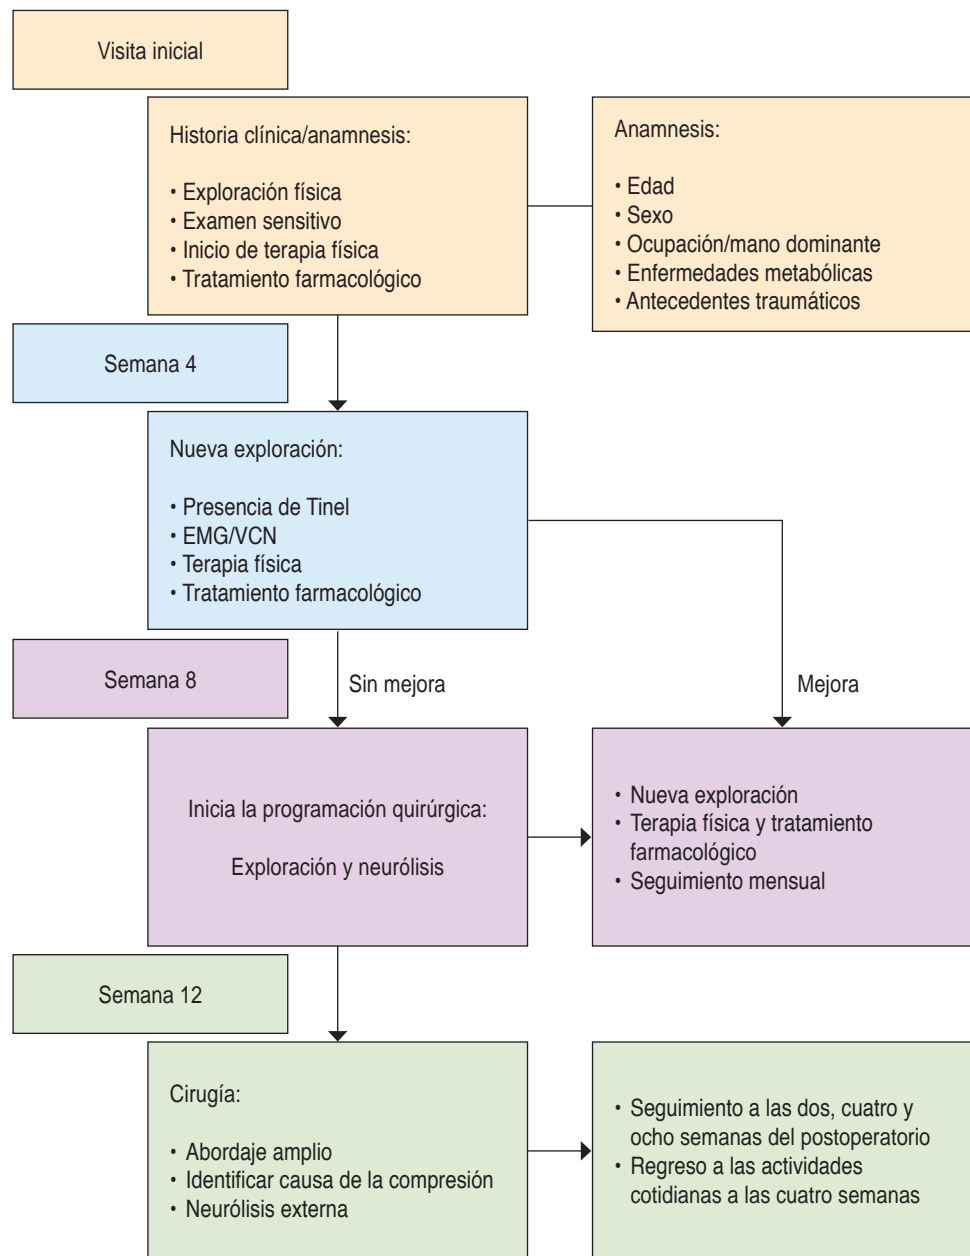 Visita inicial
Historia clínica/anamnesis:
• Exploración física
• Examen sensitivo
• Inicio de terapia física
• Tratamiento farmacológico
Anamnesis:
• Edad
• Sexo
• Ocupación/mano dominante
• Enfermedades metabólicas
• Antecedentes traumáticos
Semana 4
Nueva exploración:
• Presencia de Tinel
• EMG/VCN
• Terapia física
• Tratamiento farmacológico
Semana 8
Sin mejora
Mejora
Inicia la programación quirúrgica:
Exploración y neurólisis
• Nueva exploración
• Terapia física y tratamiento
farmacológico
• Seguimiento mensual
Semana 12
Cirugía:
• Abordaje amplio
• Identificar causa de la compresión
• Neurólisis externa
• Seguimiento a las dos, cuatro y
ocho semanas del postoperatorio
• Regreso a las actividades
cotidianas a las cuatro semanas